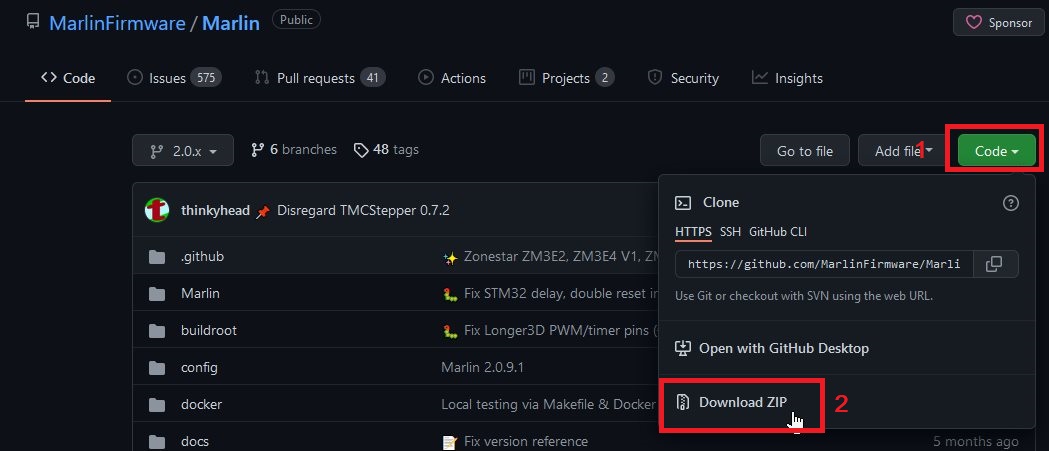 MarlinFirmware / Marlin Public Sponsor
Code Issues 575 Pull requests 41 Actions Projects 2 Security Insights
2.0.x 6 branches 48 tags Go to file Add file 1 Code
thinkyhead Disregard TMCStepper 0.7.2
Clone
HTTPS SSH GitHub CLI
.github Zonestar ZM3E2, ZM3E4 V1,
https://github.com/MarlinFirmware/Marli
Marlin Fix STM32 delay, double reset
Use Git or checkout with SVN using the web URL.
buildroot Fix Longer3D PWM/timer pins
Open with GitHub Desktop
config Marlin 2.0.9.1
docker Local testing via Makefile & Docker
Download ZIP 2
docs Fix version reference 5 months ago